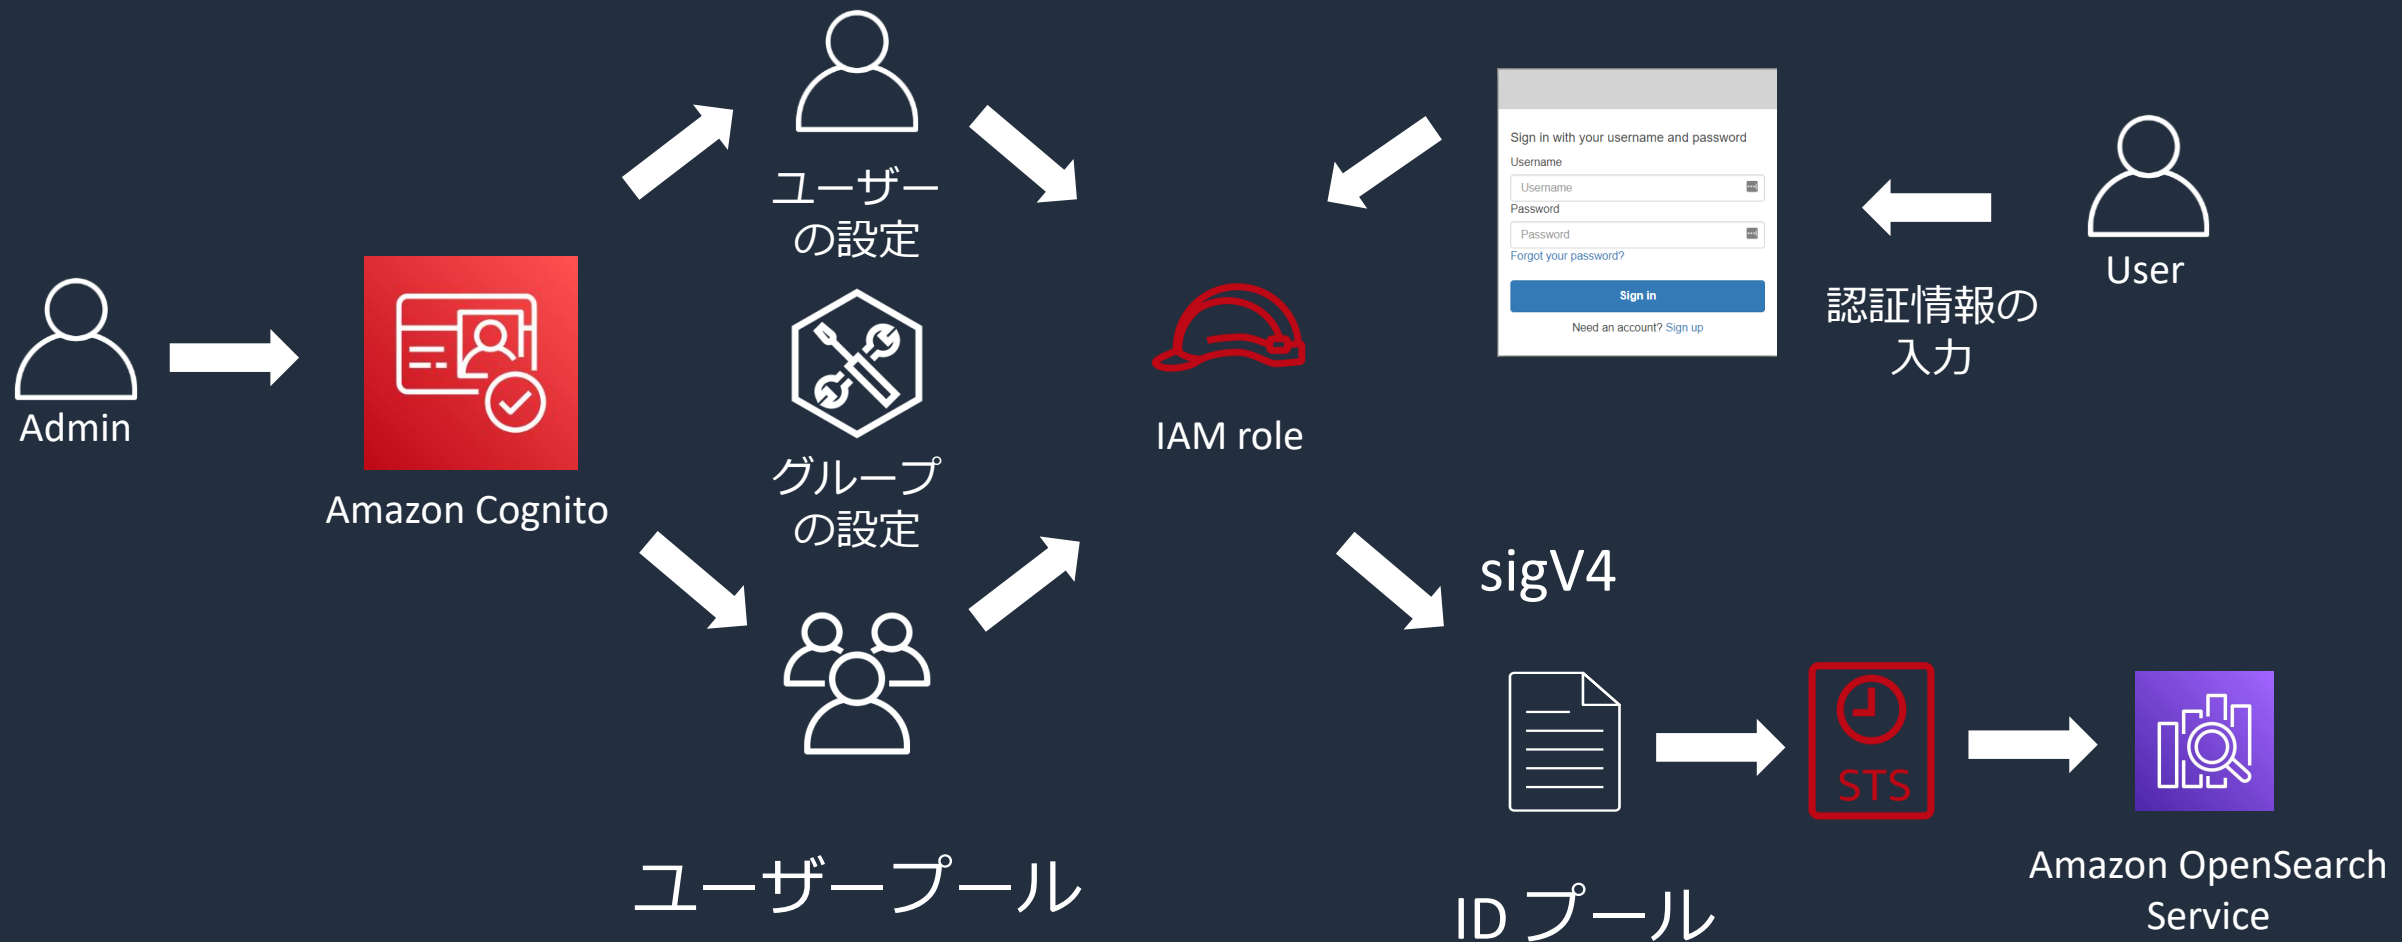 Admin
Amazon Cognito
ユーザー
の設定
グループ
の設定
ユーザープール
IAM role
Sign in with your username and password
Username
Username
Password
Password
Forgot your password?
Sign in
Need an account? Sign up
認証情報の
入力
User
sigV4
ID プール
STS
Amazon OpenSearch
Service